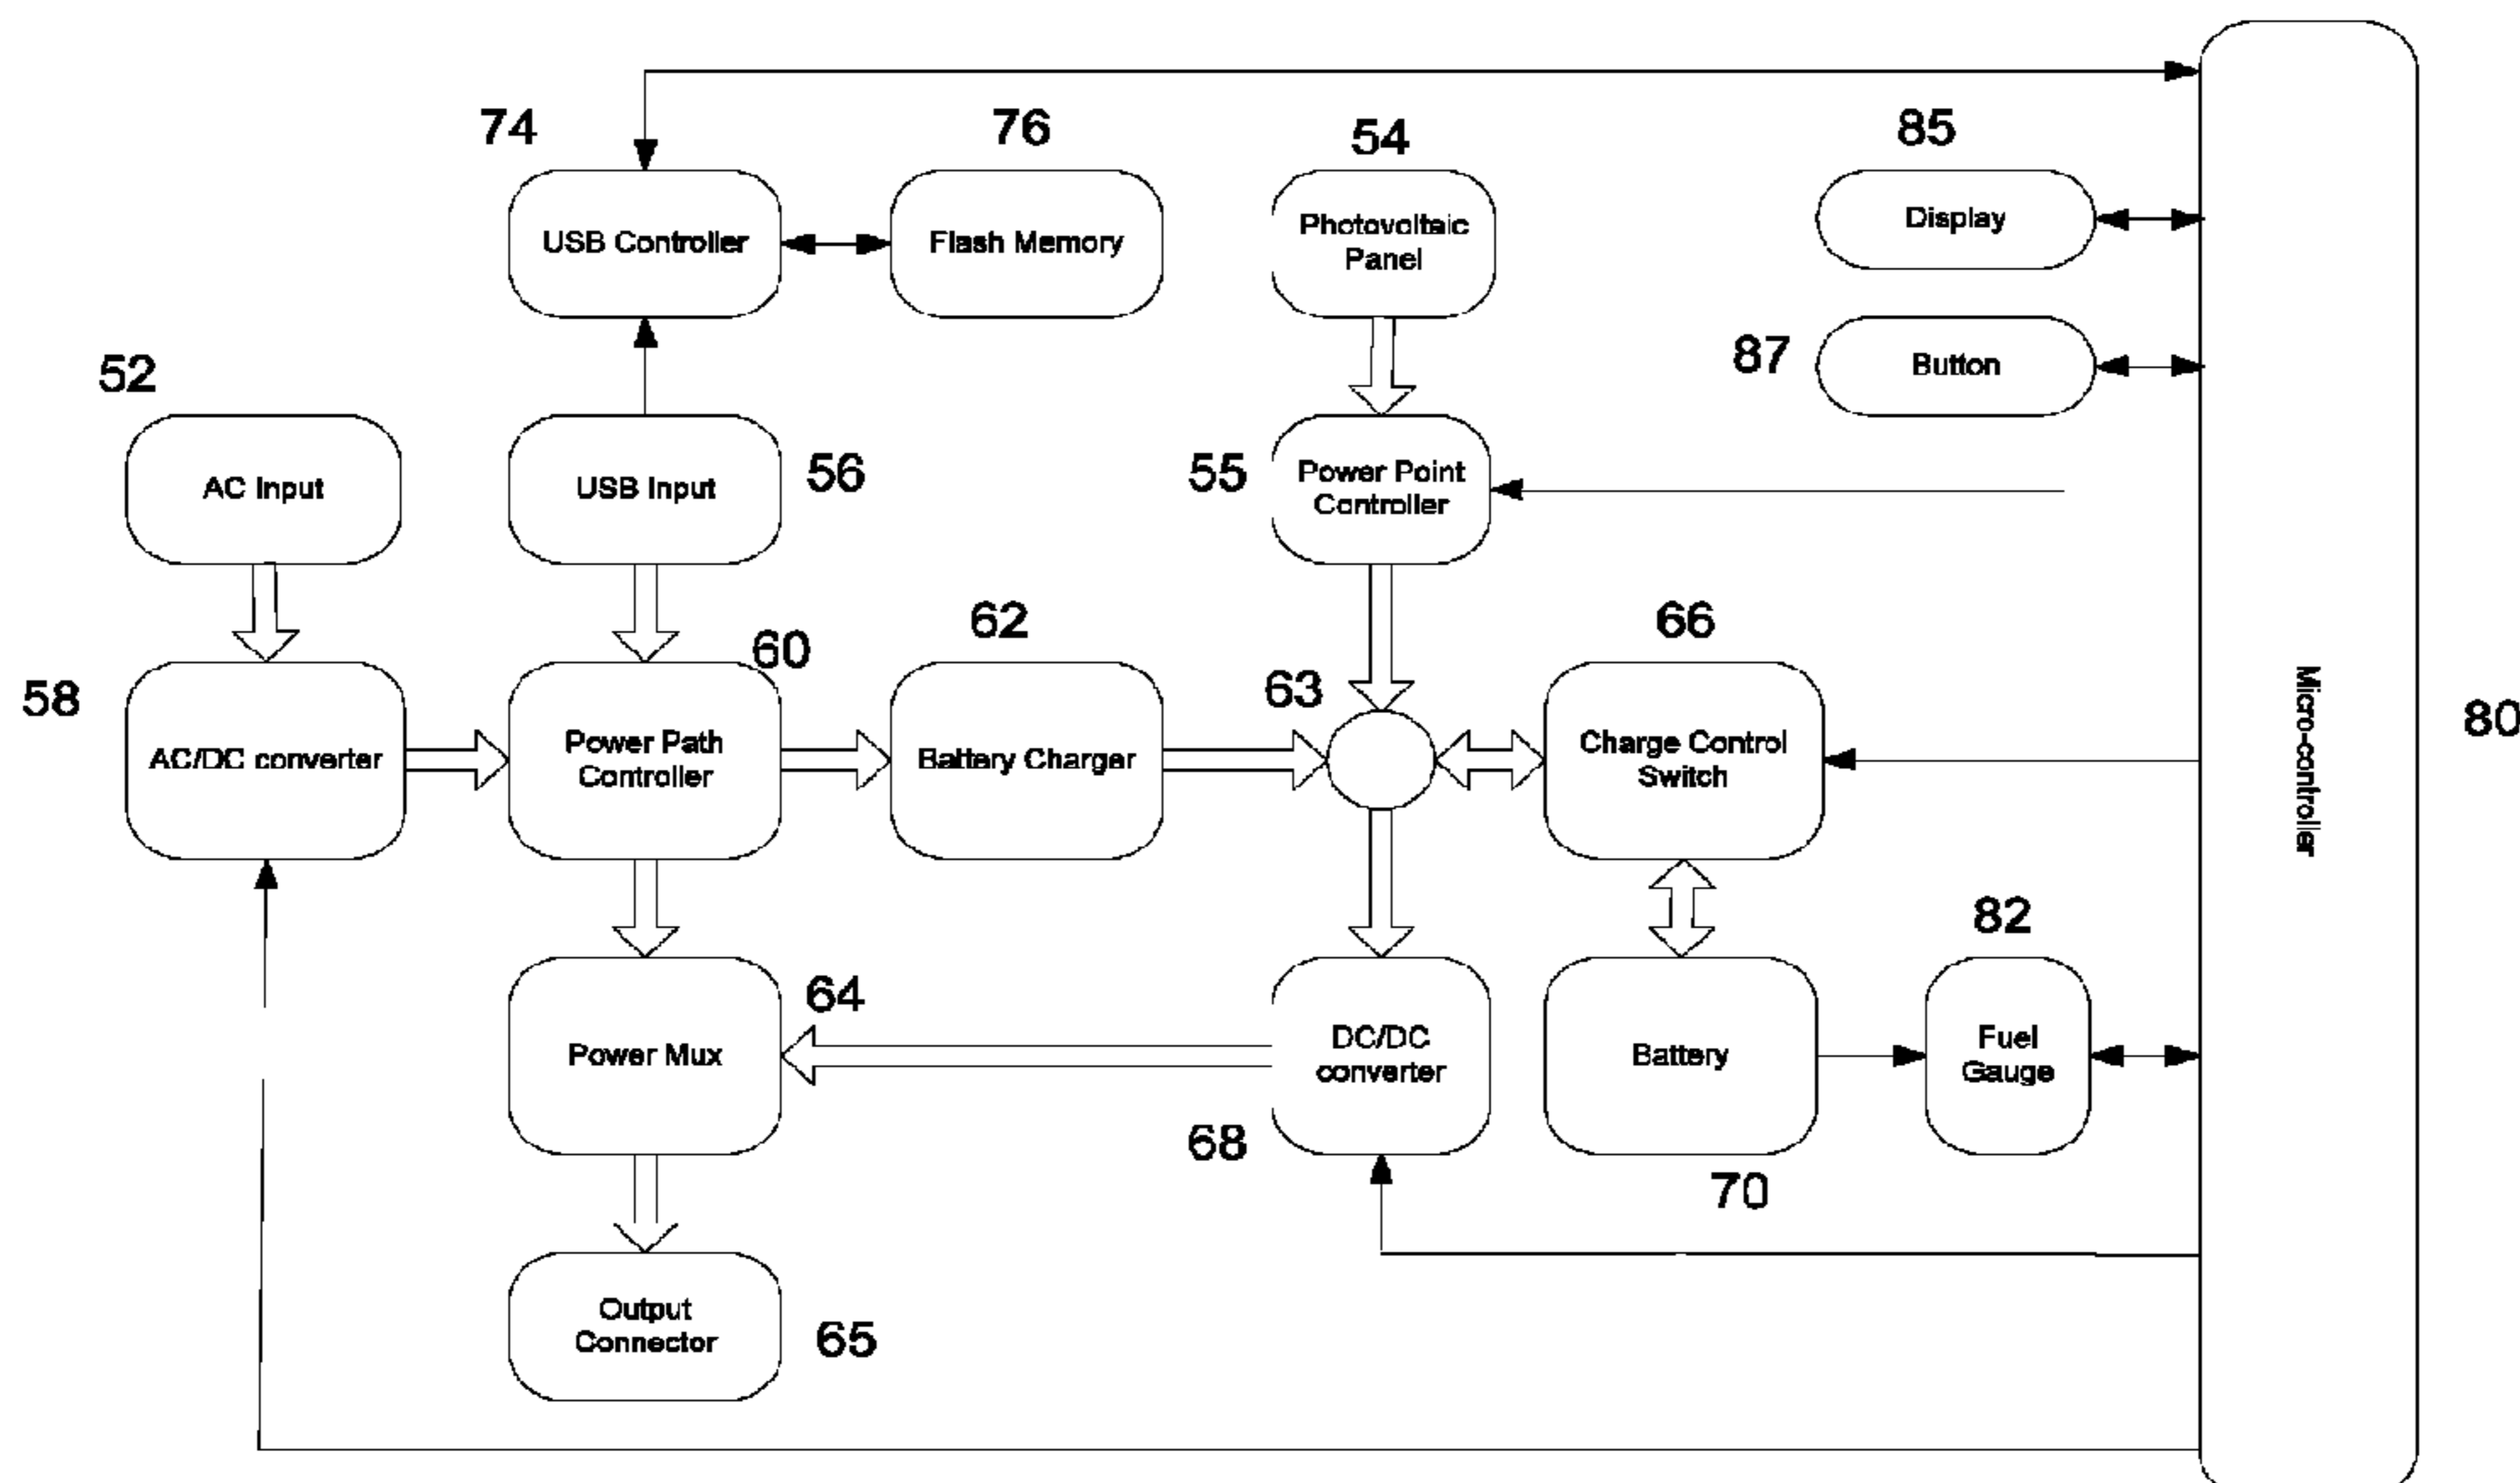 74
76
54
85
USB Controller
Flash Memory
Photovoltaic
Panel
Display
52
87
Button
AC Input
USB Input
56
55
Power Point
Controller
58
AC/DC converter
60
Power Path
Controller
62
Battery Charger
63
66
Charge Control
Switch
Micro-controller
80
64
Power Mux
DC/DC
converter
68
Battery
70
82
Fuel
Gauge
Output
Connector
65